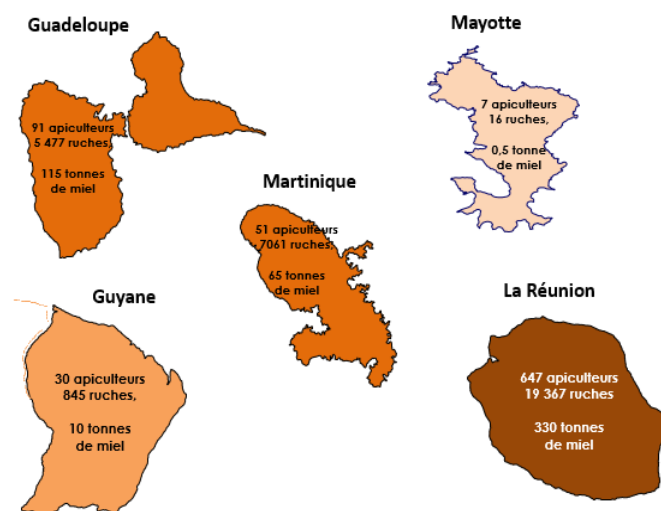 Guadeloupe
91 apiculteurs
5 477 ruches,
115 tonnes
de miel
Mayotte
7 apiculteurs
16 ruches,
0,5 tonne
de miel
Martinique
51 apiculteurs
7061 ruches,
65 tonnes
de miel
Guyane
30 apiculteurs
845 ruches,
10 tonnes
de miel
La Réunion
647 apiculteurs
19 367 ruches
330 tonnes
de miel